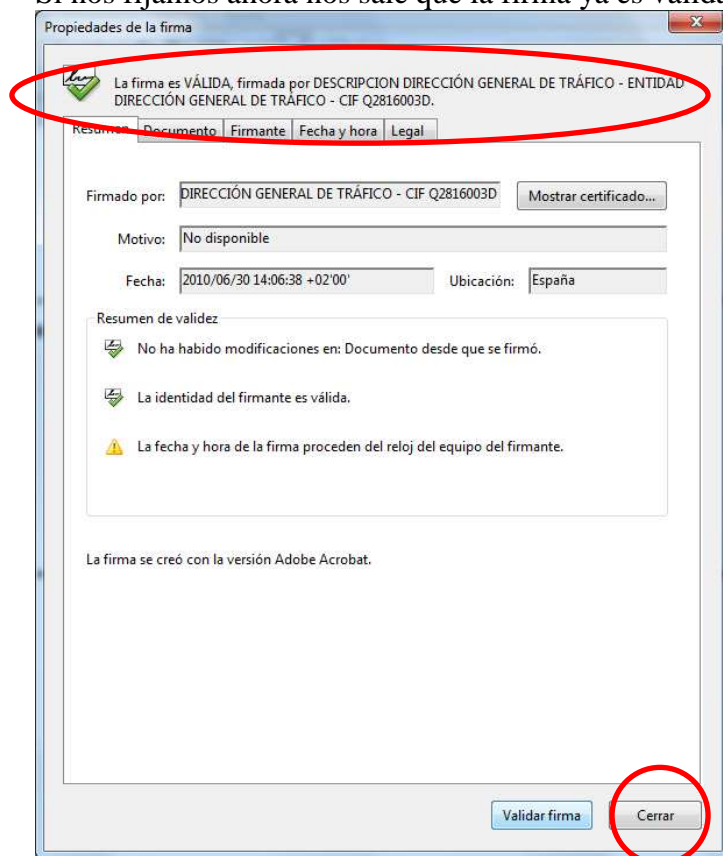 Si nos fijamos ahora nos sale que la firma ya es válida
Propiedades de la firma
La firma es VÁLIDA, firmada por DESCRIPCION DIRECCIÓN GENERAL DE TRÁFICO - ENTIDAD
DIRECCIÓN GENERAL DE TRÁFICO - CIF Q2816003D.
Resumen Documento Firmante Fecha y hora Legal
Firmado por: DIRECCIÓN GENERAL DE TRÁFICO - CIF Q2816003D Mostrar certificado...
Motivo: No disponible
Fecha: 2010/06/30 14:06:38 +02'00' Ubicación: España
Resumen de validez
No ha habido modificaciones en: Documento desde que se firmó.
La identidad del firmante es válida.
La fecha y hora de la firma proceden del reloj del equipo del firmante.
La firma se creó con la versión Adobe Acrobat.
Validar firma Cerrar